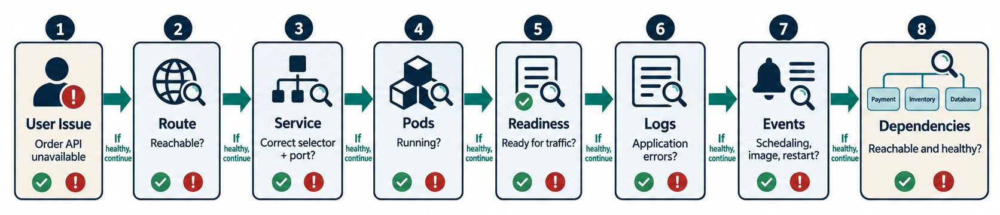 1
User Issue
Order API
unavailable
If
healthy,
continue
2
Route
Reachable?
If
healthy,
continue
3
Service
Correct selector
+ port?
If
healthy,
continue
4
Pods
Running?
If
healthy,
continue
5
Readiness
Ready for traffic?
If
healthy,
continue
6
Logs
Application
errors?
If
healthy,
continue
7
Events
Schedaling,
image, restart?
If
healthy,
continue
8
Payment
Inventory
Database
Dependencies
Reachable and healthy?